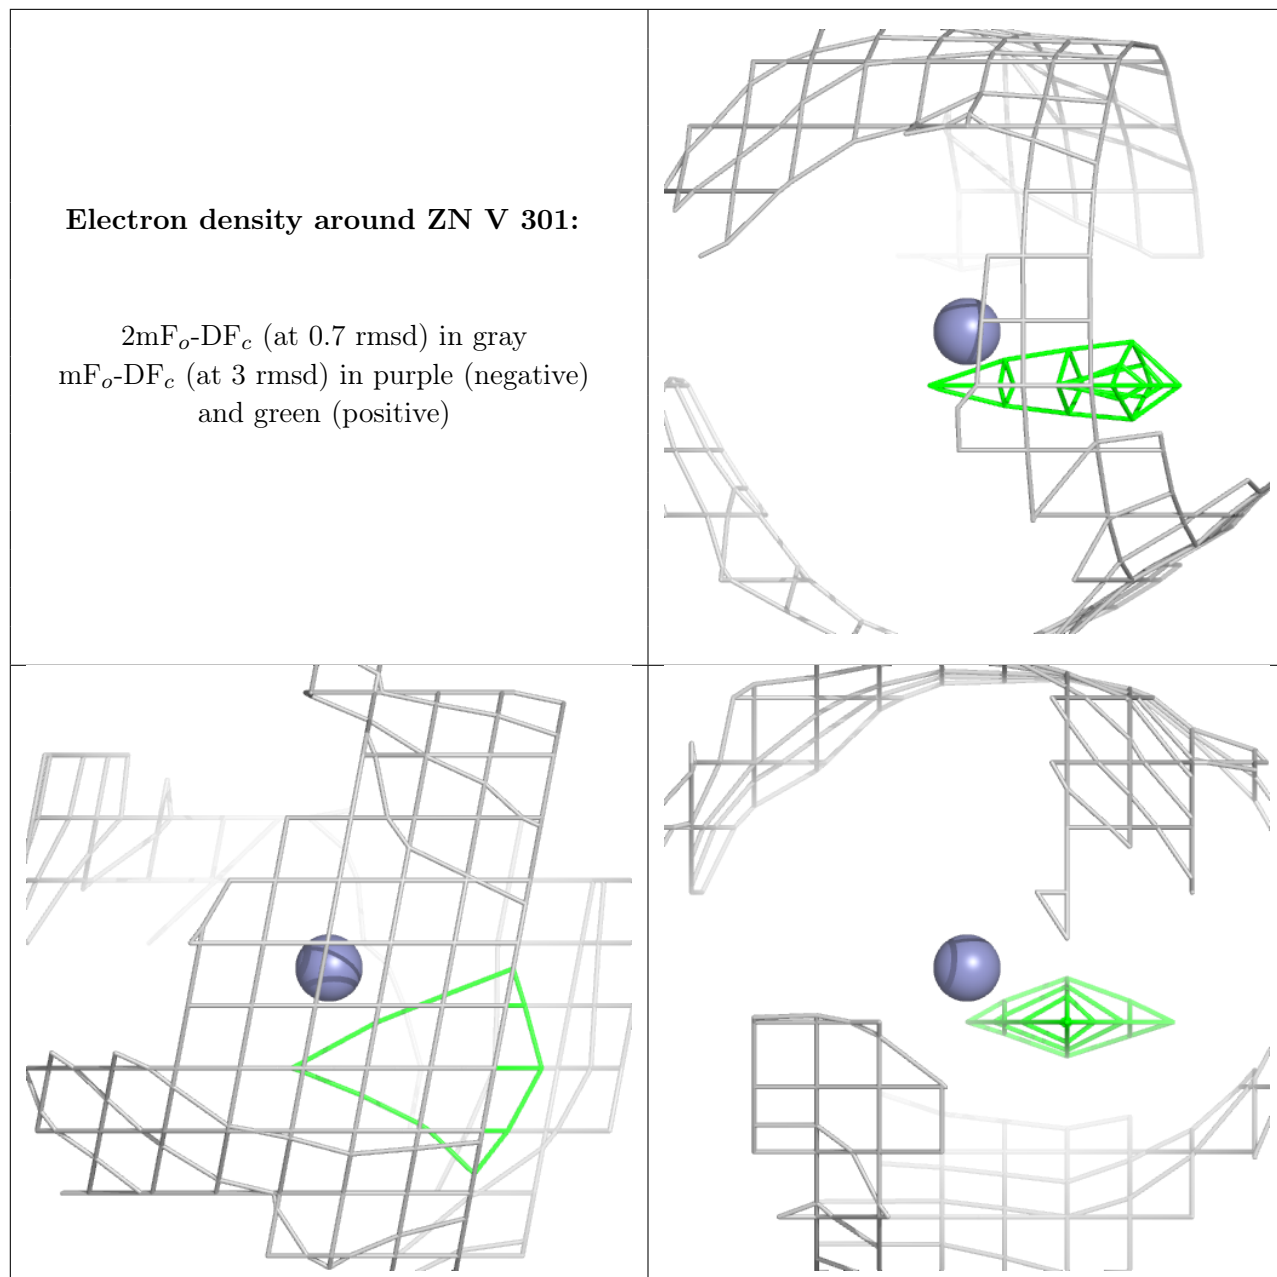 Electron density around ZN V 301:
2mFo-DFc (at 0.7 rmsd) in gray
mFo-DFc (at 3 rmsd) in purple (negative)
and green (positive)